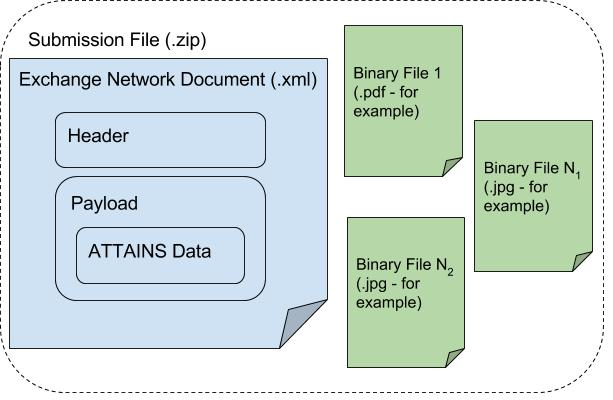 Submission File (.zip)
Exchange Network Document (.xml)
Header
Payload
ATTAINS Data
Binary File 1
(.pdf - for
example)
Binary File N1
(.jpg - for
example)
Binary File N2
(.jpg - for
example)